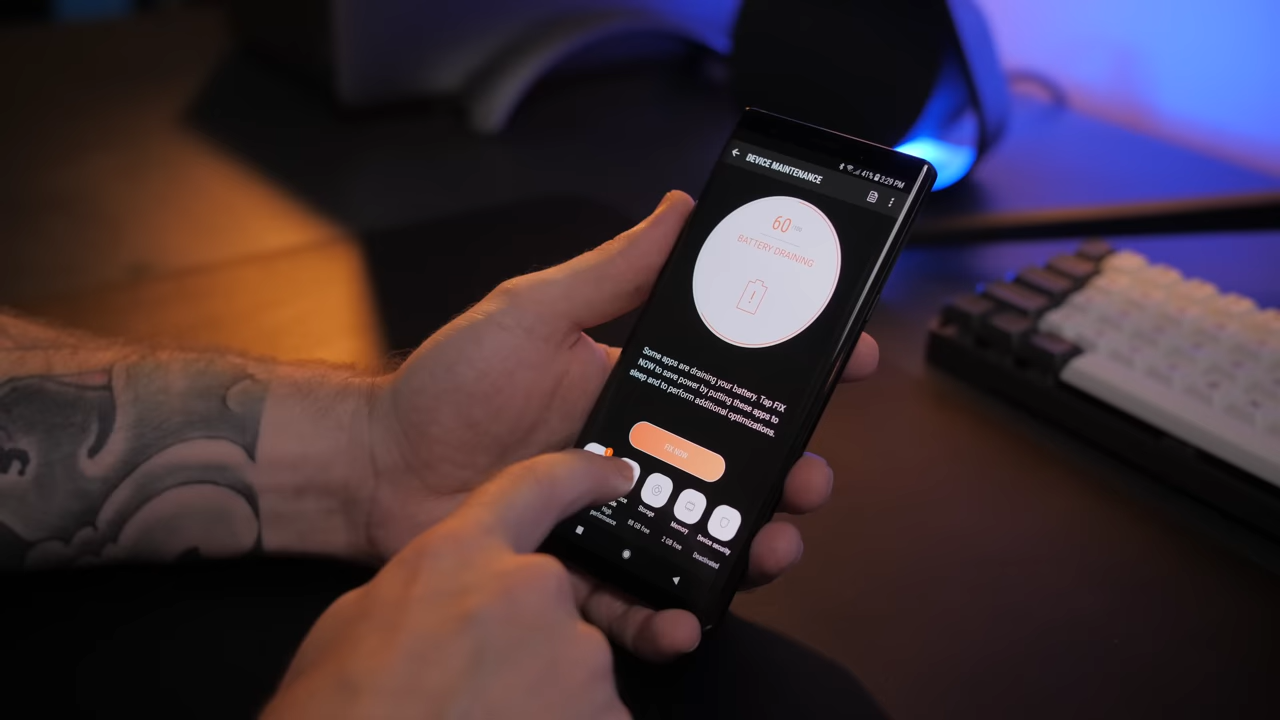 41% 3:29 PM
DEVICE MAINTENANCE
60
BATTERY DRAINING
!
Some apps are draining your battery. Tap FIX
NOW to save power by putting these apps to
sleep and to perform additional optimizations.
FIX NOW
Storage
Memory
Device security
High
performance
88 GB free
2 GB free
Deactivated